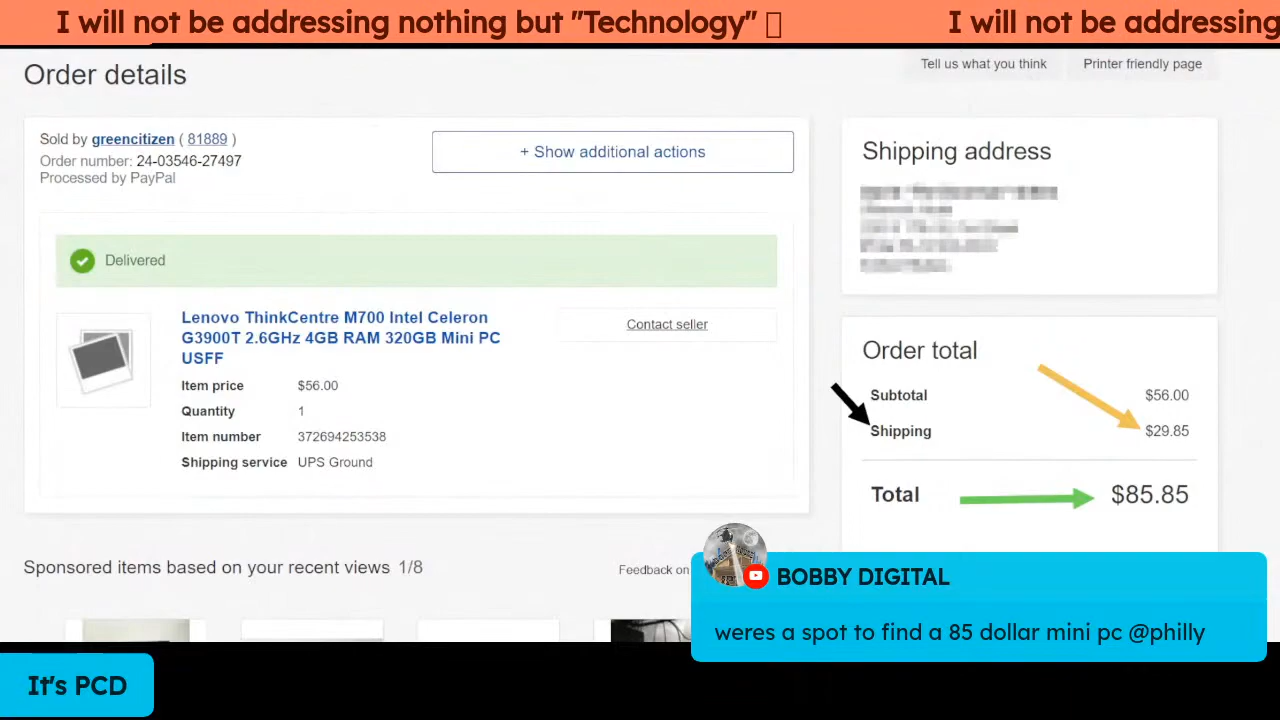 I will not be addressing nothing but "Technology"
I will not be addressing
Order details
Tell us what you think
Printer friendly page
Sold by greencitizen ( 81889 )
Order number: 24-03546-27497
Processed by PayPal
+ Show additional actions
Delivered
Lenovo ThinkCentre M700 Intel Celeron
G3900T 2.6GHz 4GB RAM 320GB Mini PC
USFF
Item price $56.00
Quantity 1
Item number 372694253538
Shipping service UPS Ground
Contact seller
Shipping address
Order total
Subtotal $56.00
Shipping $29.85
Total $85.85
Sponsored items based on your recent views 1/8
Feedback on
BOBBY DIGITAL
weres a spot to find a 85 dollar mini pc @philly
It's PCD